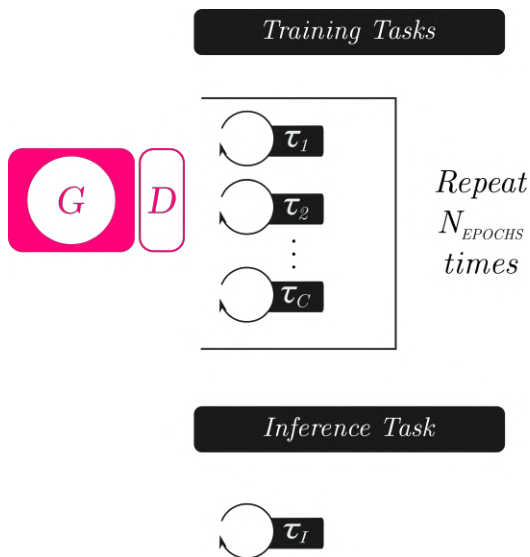 Training Tasks
G D
τ1
τ2
τC
Repeat
NEPOCHS
times
Inference Task
τI